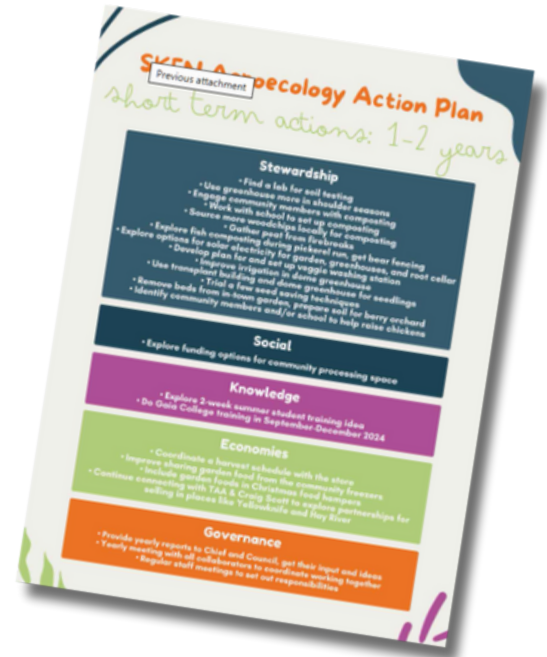 SKFN Agroecology Action Plan
Previous attachment
short term actions: 1-2 years
Stewardship
• Find a lab for soil testing
• Use greenhouse more in shoulder seasons
• Engage community members with composting
• Work with school to set up composting
• Source more woodchips locally for composting
• Gather peat from firebreaks
• Explore fish composting during pickerel run, get bear fencing
• Explore options for solar electricity for garden, greenhouses, and root cellar
• Develop plan for and set up veggie washing station
• Improve irrigation in dome greenhouse
• Use transplant building and dome greenhouse for seedlings
• Trial a few seed saving techniques
• Remove beds from in-town garden, prepare soil for berry orchard
• Identify community members and/or school to help raise chickens
Social
• Explore funding options for community processing space
Knowledge
• Explore 2-week summer student training idea
• Do Gaia College training in September-December 2024
Economies
• Coordinate a harvest schedule with the store
• Improve sharing garden food from the community freezers
• Include garden foods in Christmas food hampers
• Continue connecting with TAA & Craig Scott to explore partnerships for
selling in places like Yellowknife and Hay River
Governance
• Provide yearly reports to Chief and Council, get their input and ideas
• Yearly meeting with all collaborators to coordinate working together
• Regular staff meetings to set out responsibilities